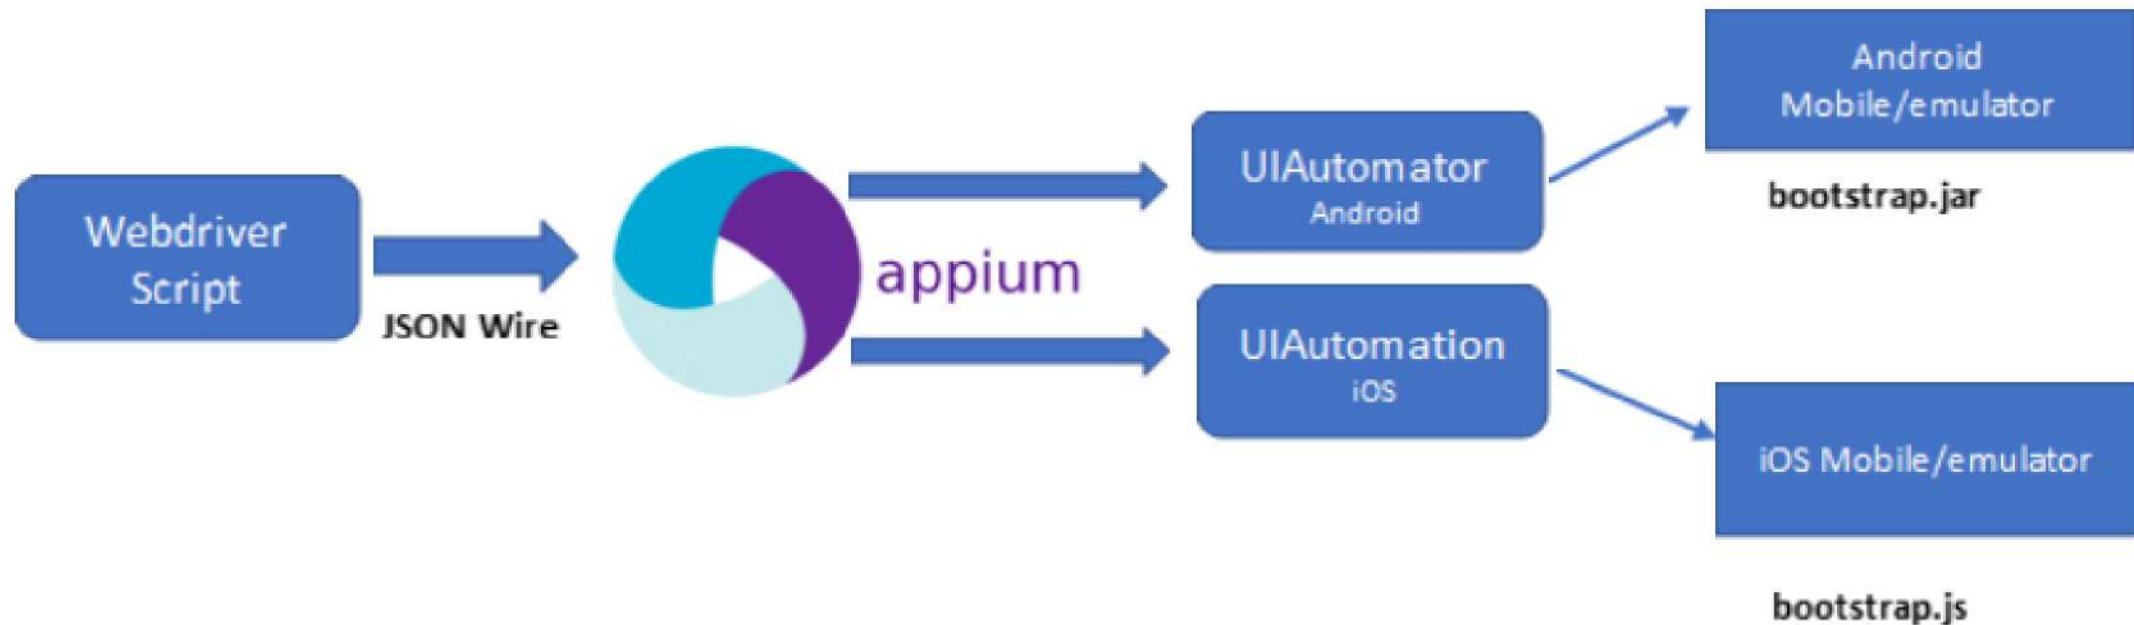 Webdriver
Script
JSON Wire
appium
UIAutomator
Android
UIAutomation
iOS
Android
Mobile/emulator
bootstrap.jar
iOS Mobile/emulator
bootstrap.js